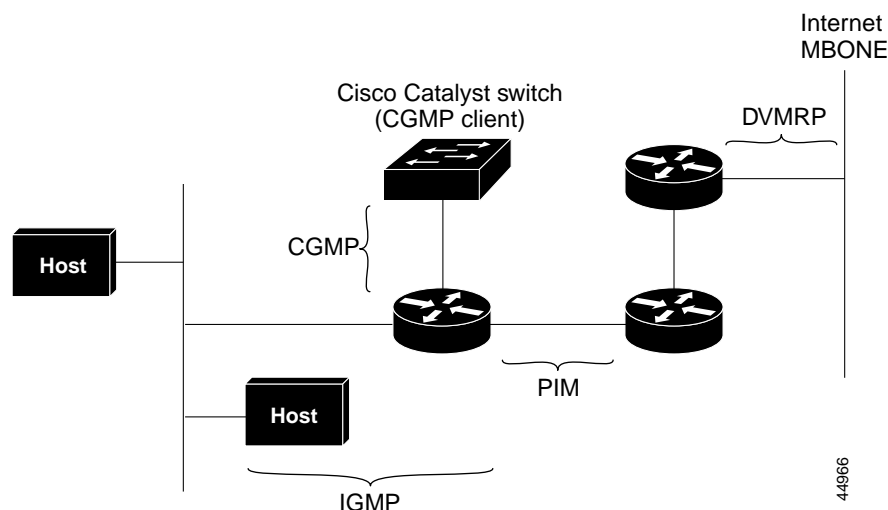 Internet
MBONE
Cisco Catalyst switch
(CGMP client)
DVMRP
CGMP
Host
PIM
Host
IGMP
44966